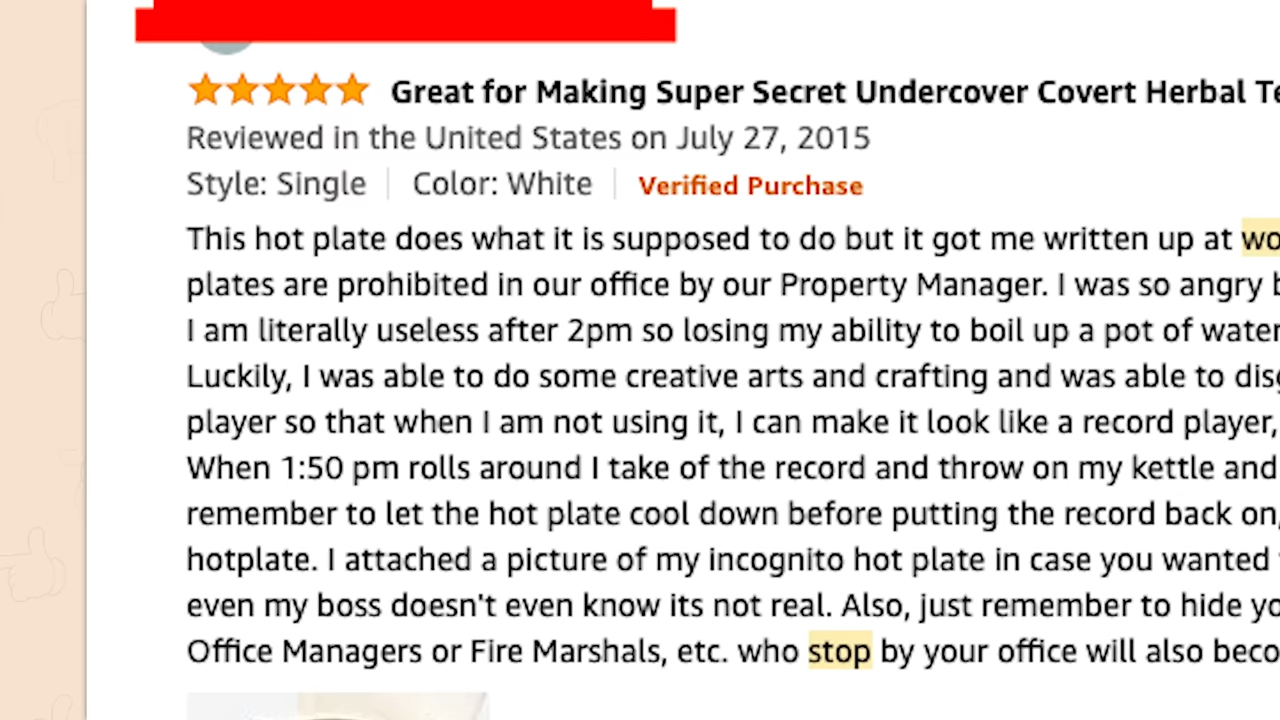 Great for Making Super Secret Undercover Covert Herbal
Reviewed in the United States on July 27, 2015
Style: Single Color: White Verified Purchase
This hot plate does what it is supposed to do but it got me written up at
plates are prohibited in our office by our Property Manager. I was so angry
I am literally useless after 2pm so losing my ability to boil up a pot of water
Luckily, I was able to do some creative arts and crafting and was able to
player so that when I am not using it, I can make it look like a record player,
When 1:50 pm rolls around I take of the record and throw on my kettle and
remember to let the hot plate cool down before putting the record back on,
hotplate. I attached a picture of my incognito hot plate in case you wanted
even my boss doesn't even know its not real. Also, just remember to hide
Office Managers or Fire Marshals, etc. who stop by your office will also